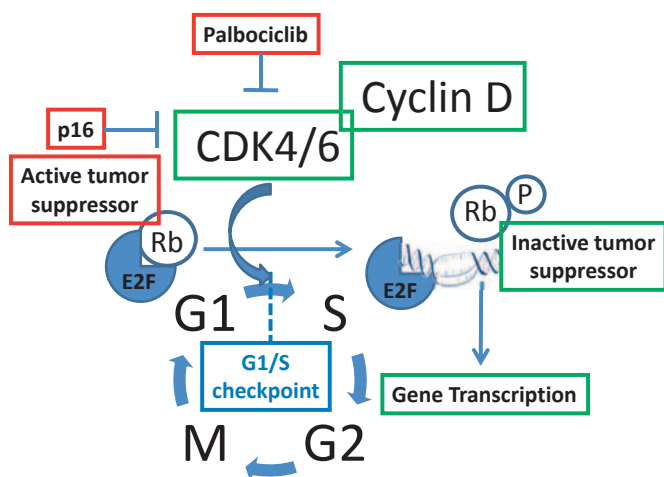 Palbociclib
Cyclin D
p16
CDK4/6
Active tumor
suppressor
Rb
E2F
Rb
P
Inactive tumor
suppressor
E2F
G1
S
G1/S
checkpoint
Gene Transcription
M
G2